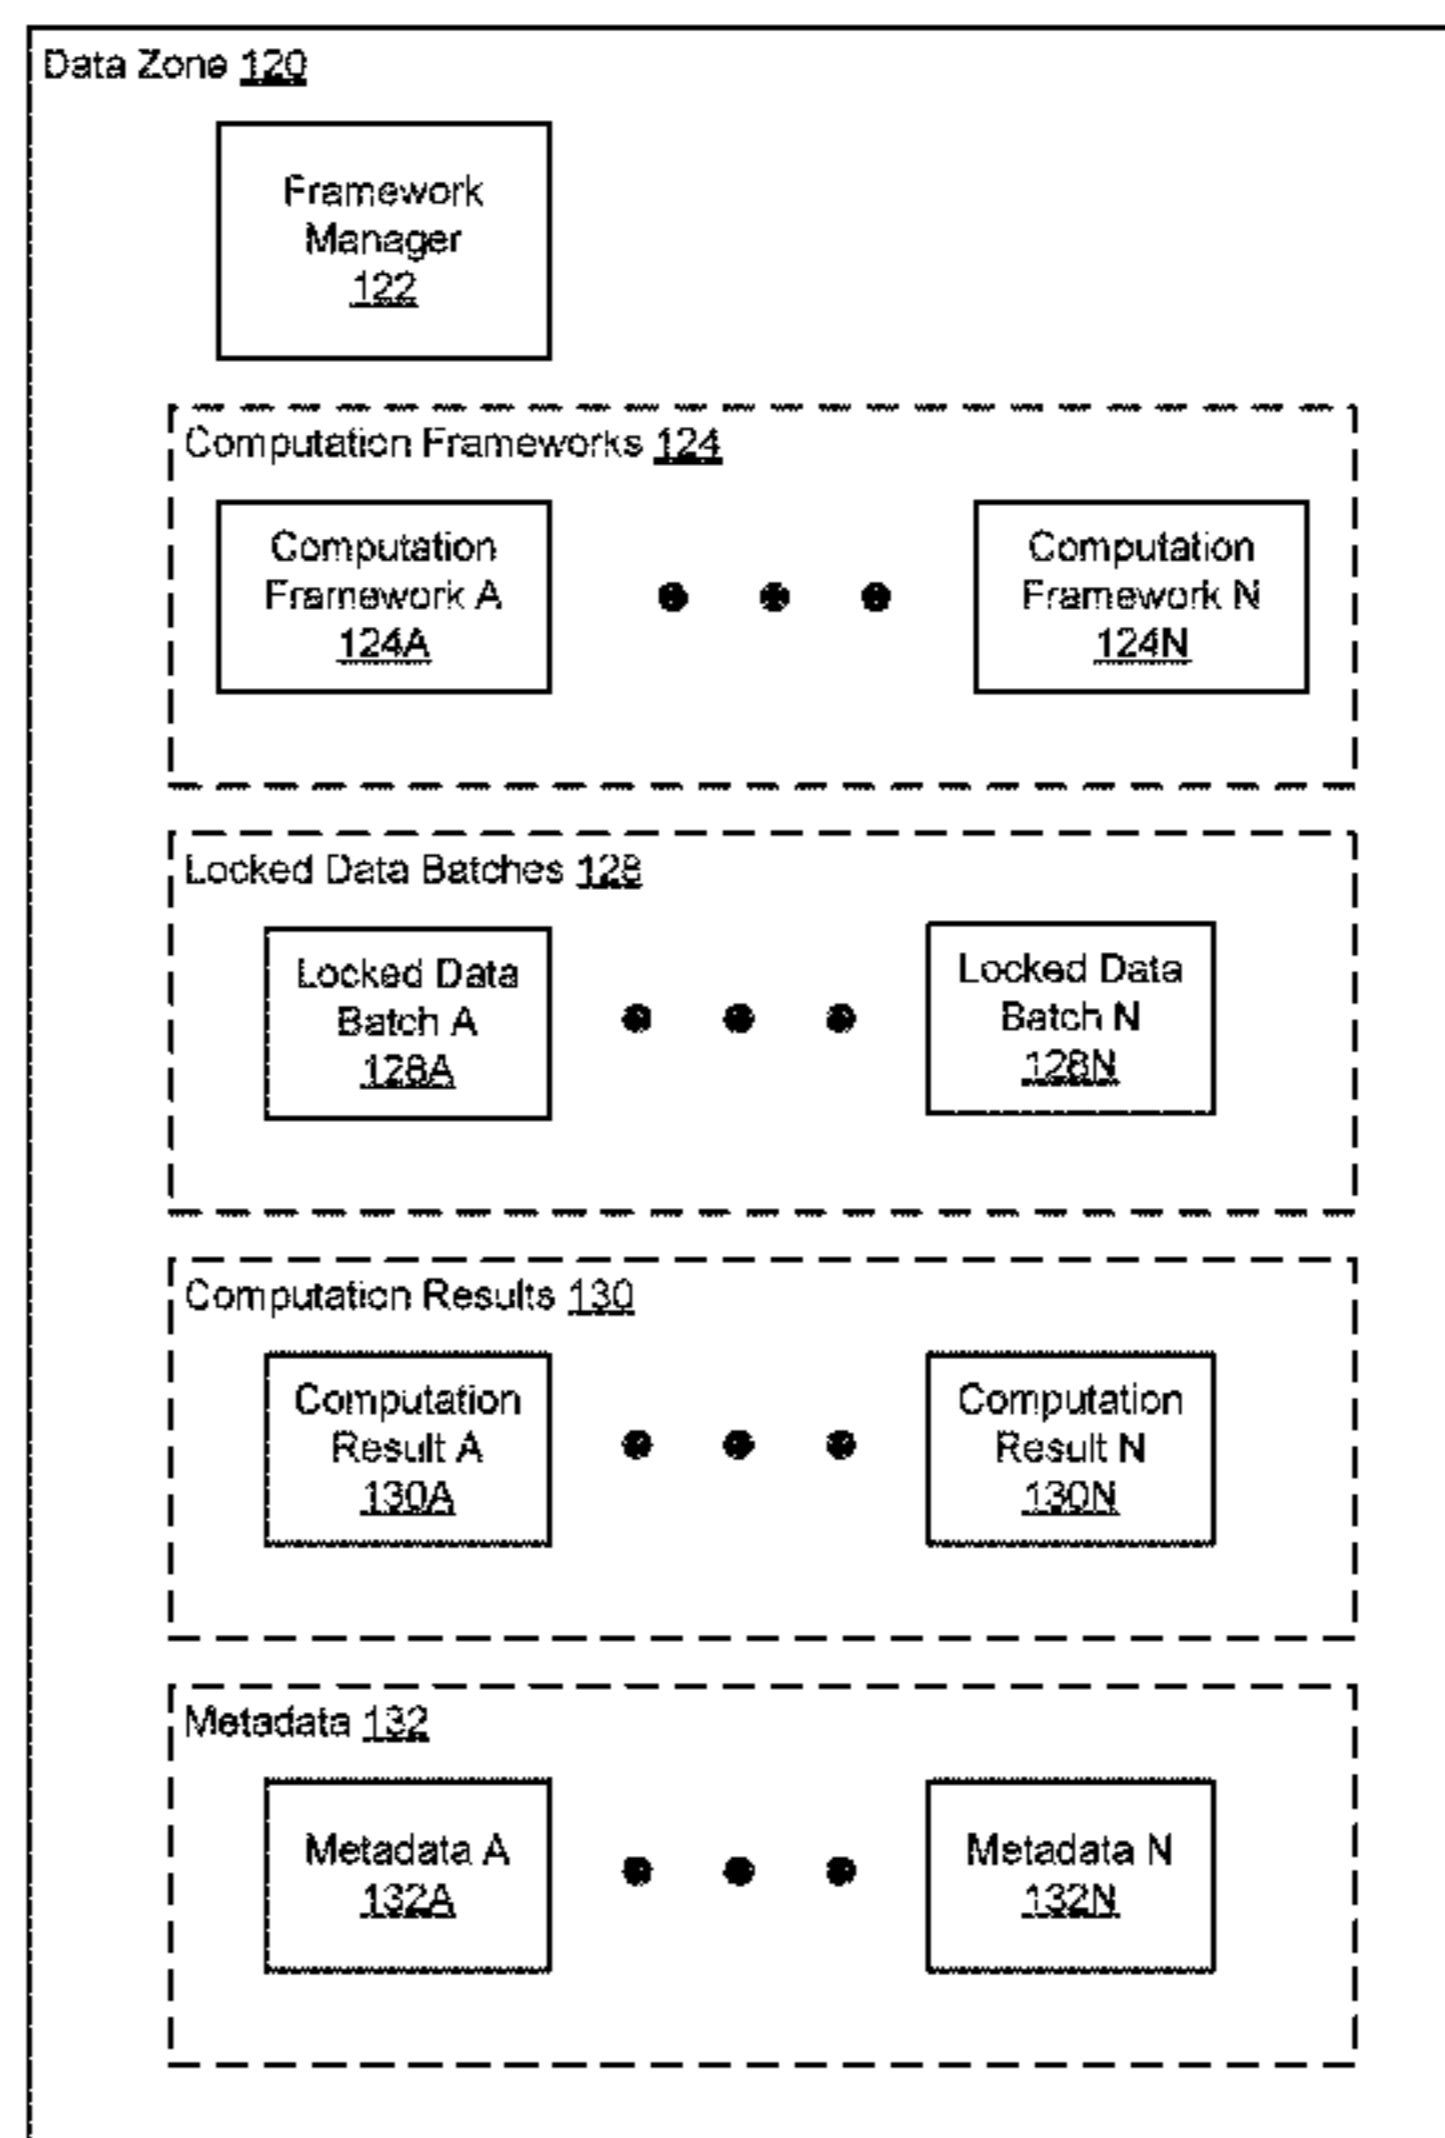 Data Zone 120
Framework
Manager
122
Computation Frameworks 124
Computation
Framework A
124A
Computation
Framework N
124N
Locked Data Batches 128
Locked Data
Batch A
128A
Locked Data
Batch N
128N
Computation Results 130
Computation
Result A
130A
Computation
Result N
130N
Metadata 132
Metadata A
132A
Metadata N
132N